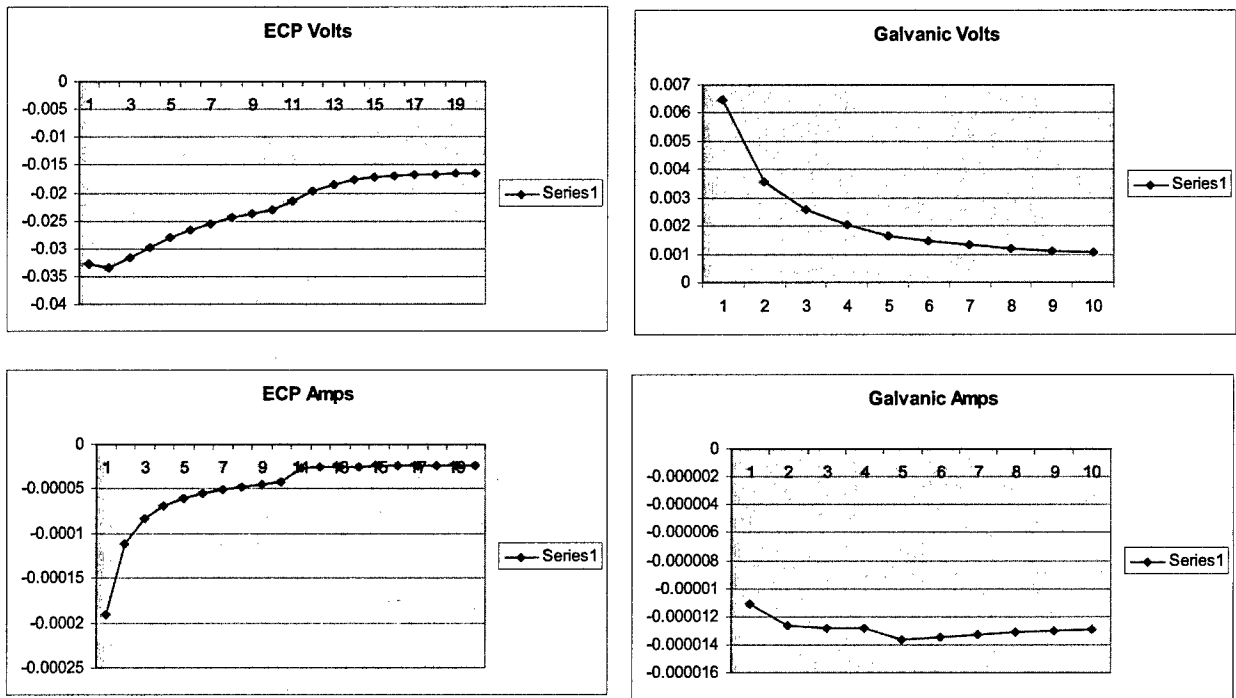 ECP Volts
0
-0.005
-0.01
-0.015
-0.02
-0.025
-0.03
-0.035
-0.04
1 3 5 7 9 11 13 15 17 19
Series1
Galvanic Volts
0.007
0.006
0.005
0.004
0.003
0.002
0.001
0
1 2 3 4 5 6 7 8 9 10
Series1
ECP Amps
0
-0.00005
-0.0001
-0.00015
-0.0002
-0.00025
1 3 5 7 9 11 13 15 17 19
Series1
Galvanic Amps
0
-0.000002
-0.000004
-0.000006
-0.000008
-0.00001
-0.000012
-0.000014
-0.000016
1 2 3 4 5 6 7 8 9 10
Series1